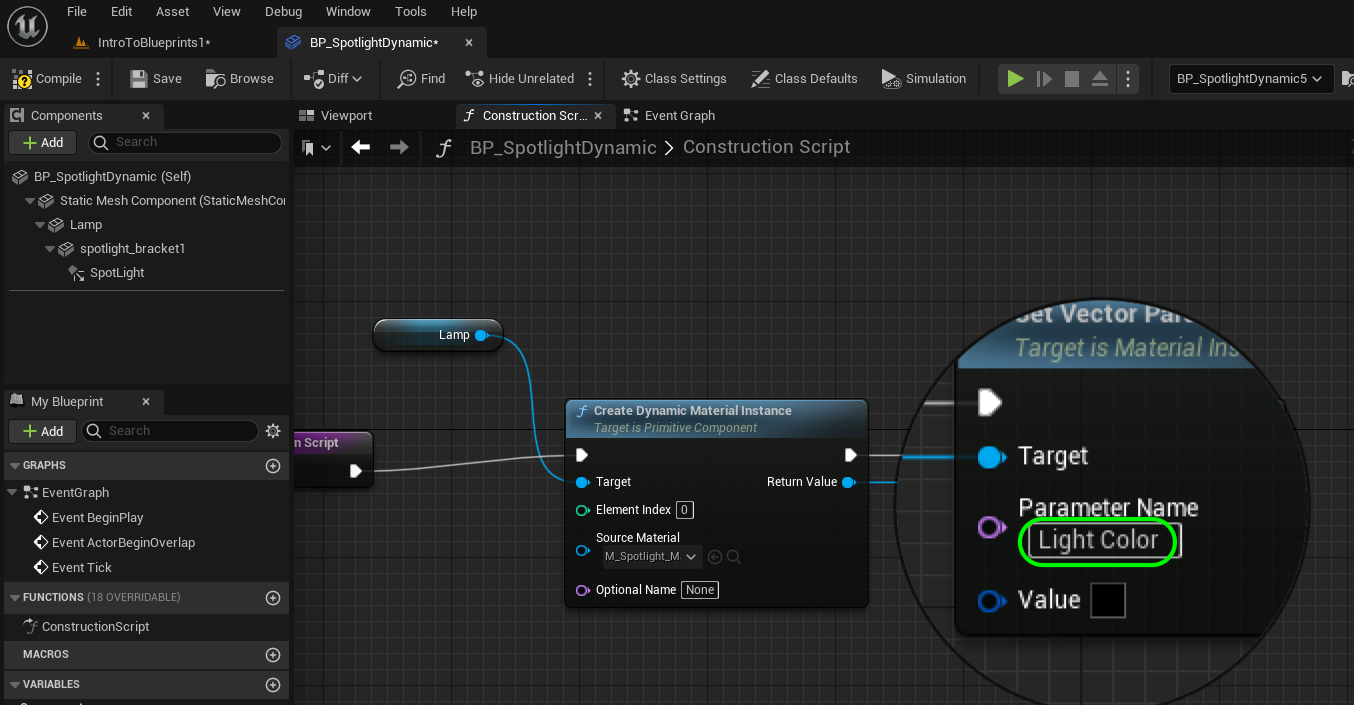 File Edit Asset View Debug Window Tools Help
IntroToBlueprints1*
BP_SpotlightDynamic*
Compile Save Browse Diff Find Hide Unrelated Class Settings Class Defaults Simulation BP_SpotlightDynamic5
Components
Viewport
Construction Scr...
Event Graph
Add
Search
BP_SpotlightDynamic > Construction Script
BP_SpotlightDynamic (Self)
Static Mesh Component (StaticMeshCo
Lamp
spotlight_bracket1
SpotLight
My Blueprint
Add
Search
GRAPHS
EventGraph
Event BeginPlay
Event ActorBeginOverlap
Event Tick
FUNCTIONS (18 OVERRIDABLE)
ConstructionScript
MACROS
VARIABLES
Lamp
n Script
Create Dynamic Material Instance
Target is Primitive Component
Target
Return Value
Element Index 0
Source Material
M_Spotlight_M
Optional Name None
Set Vector Par
Target is Material Ins
Target
Parameter Name
Light Color
Value